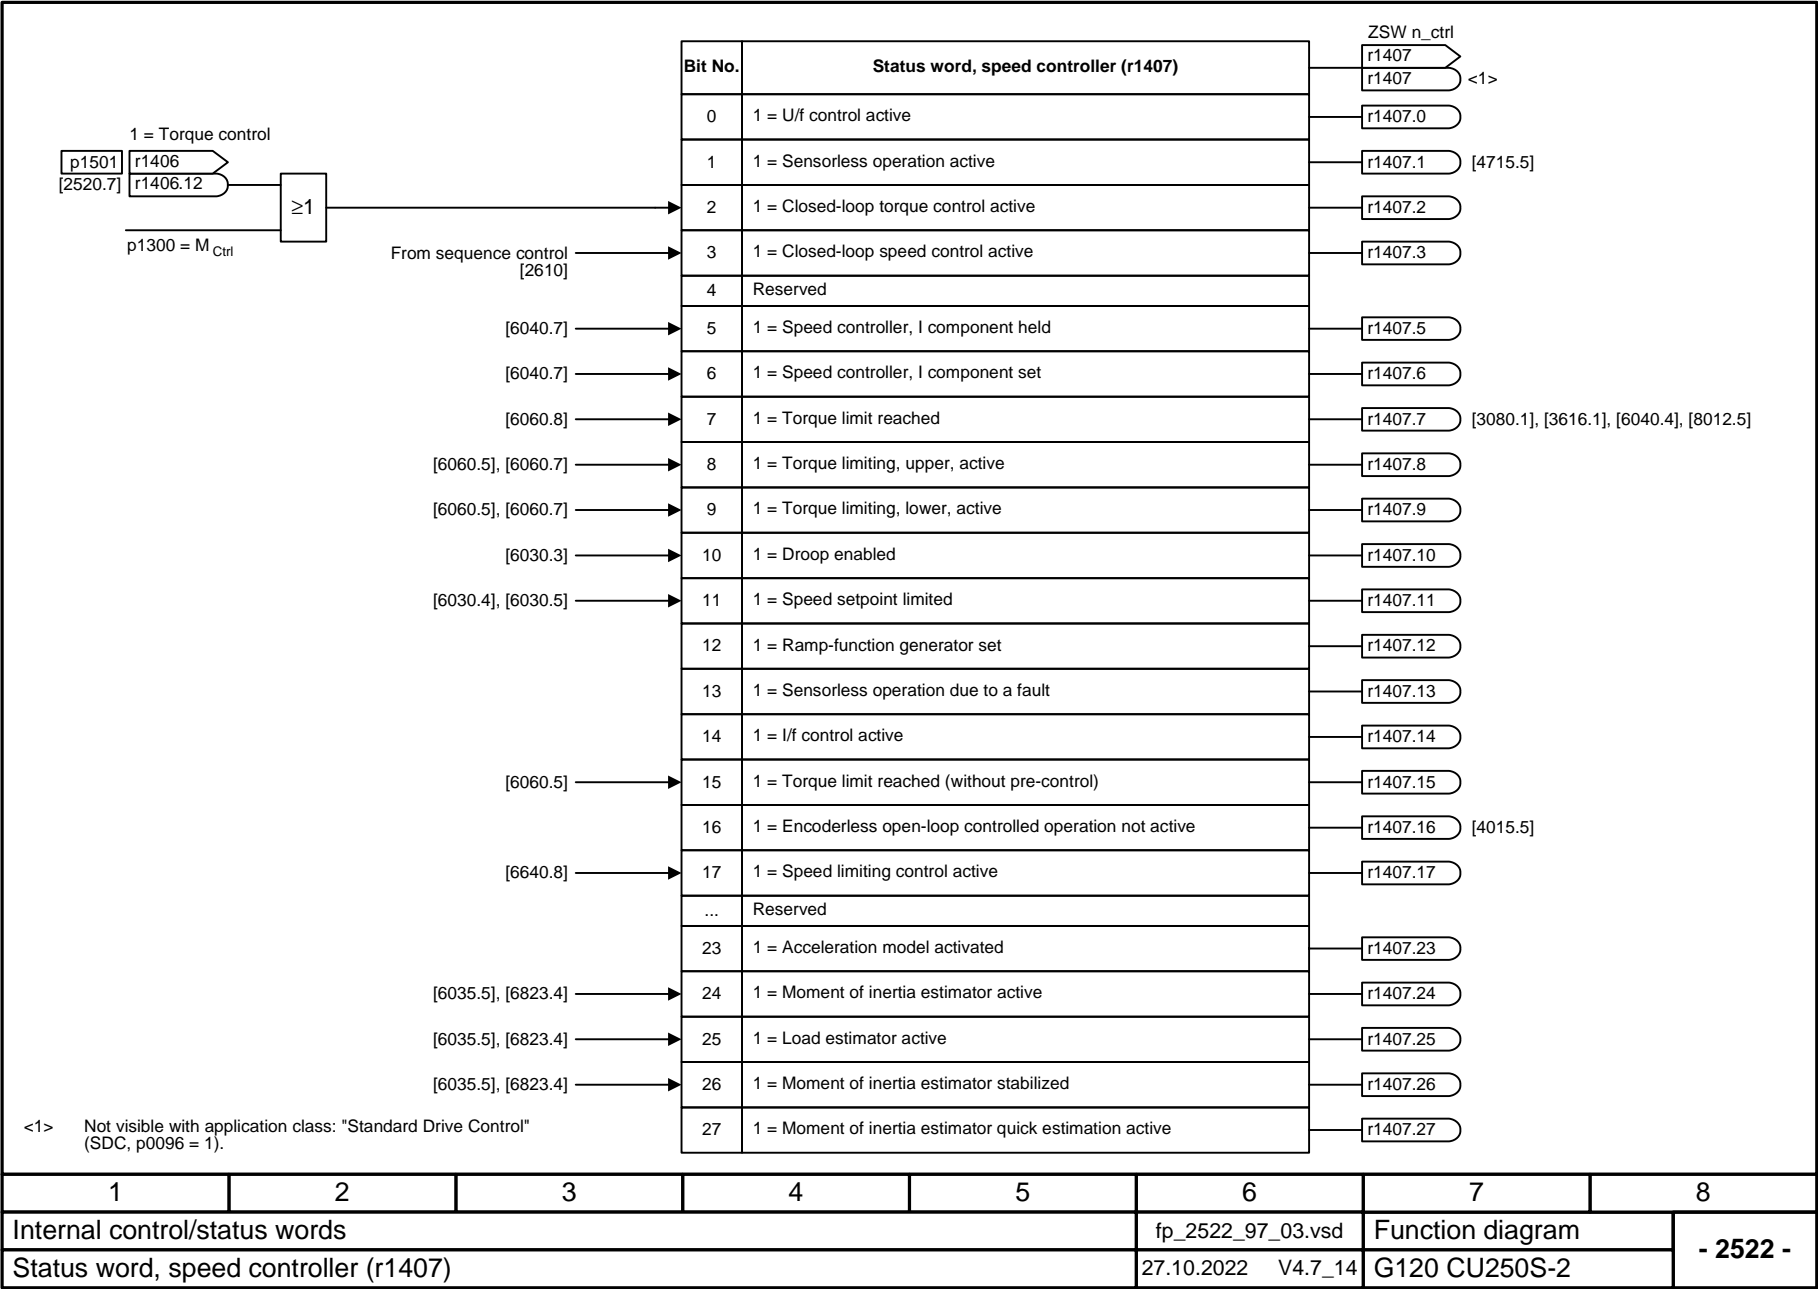 ZSW n_ctrl
Bit No. Status word, speed controller (r1407) r1407
r1407 <1>
0 1 = U/f control active r1407.0
1 = Torque control
p1501 r1406 1 1 = Sensorless operation active r1407.1 [4715.5]
[2520.7] r1406.12
≥1 2 1 = Closed-loop torque control active r1407.2
p1300 = M Ctrl
From sequence control 3 1 = Closed-loop speed control active r1407.3
[2610]
4 Reserved
[6040.7] 5 1 = Speed controller, I component held r1407.5
[6040.7] 6 1 = Speed controller, I component set r1407.6
[6060.8] 7 1 = Torque limit reached r1407.7 [3080.1], [3616.1], [6040.4], [8012.5]
[6060.5], [6060.7] 8 1 = Torque limiting, upper, active r1407.8
[6060.5], [6060.7] 9 1 = Torque limiting, lower, active r1407.9
[6030.3] 10 1 = Droop enabled r1407.10
[6030.4], [6030.5] 11 1 = Speed setpoint limited r1407.11
12 1 = Ramp-function generator set r1407.12
13 1 = Sensorless operation due to a fault r1407.13
14 1 = I/f control active r1407.14
[6060.5] 15 1 = Torque limit reached (without pre-control) r1407.15
16 1 = Encoderless open-loop controlled operation not active r1407.16 [4015.5]
[6640.8] 17 1 = Speed limiting control active r1407.17
... Reserved
23 1 = Acceleration model activated r1407.23
[6035.5], [6823.4] 24 1 = Moment of inertia estimator active r1407.24
[6035.5], [6823.4] 25 1 = Load estimator active r1407.25
[6035.5], [6823.4] 26 1 = Moment of inertia estimator stabilized r1407.26
27 1 = Moment of inertia estimator quick estimation active r1407.27
<1> Not visible with application class: "Standard Drive Control"
(SDC, p0096 = 1).
1 2 3 4 5 6 7 8
Internal control/status words fp_2522_97_03.vsd Function diagram
- 2522 -
Status word, speed controller (r1407) 27.10.2022 V4.7_14 G120 CU250S-2